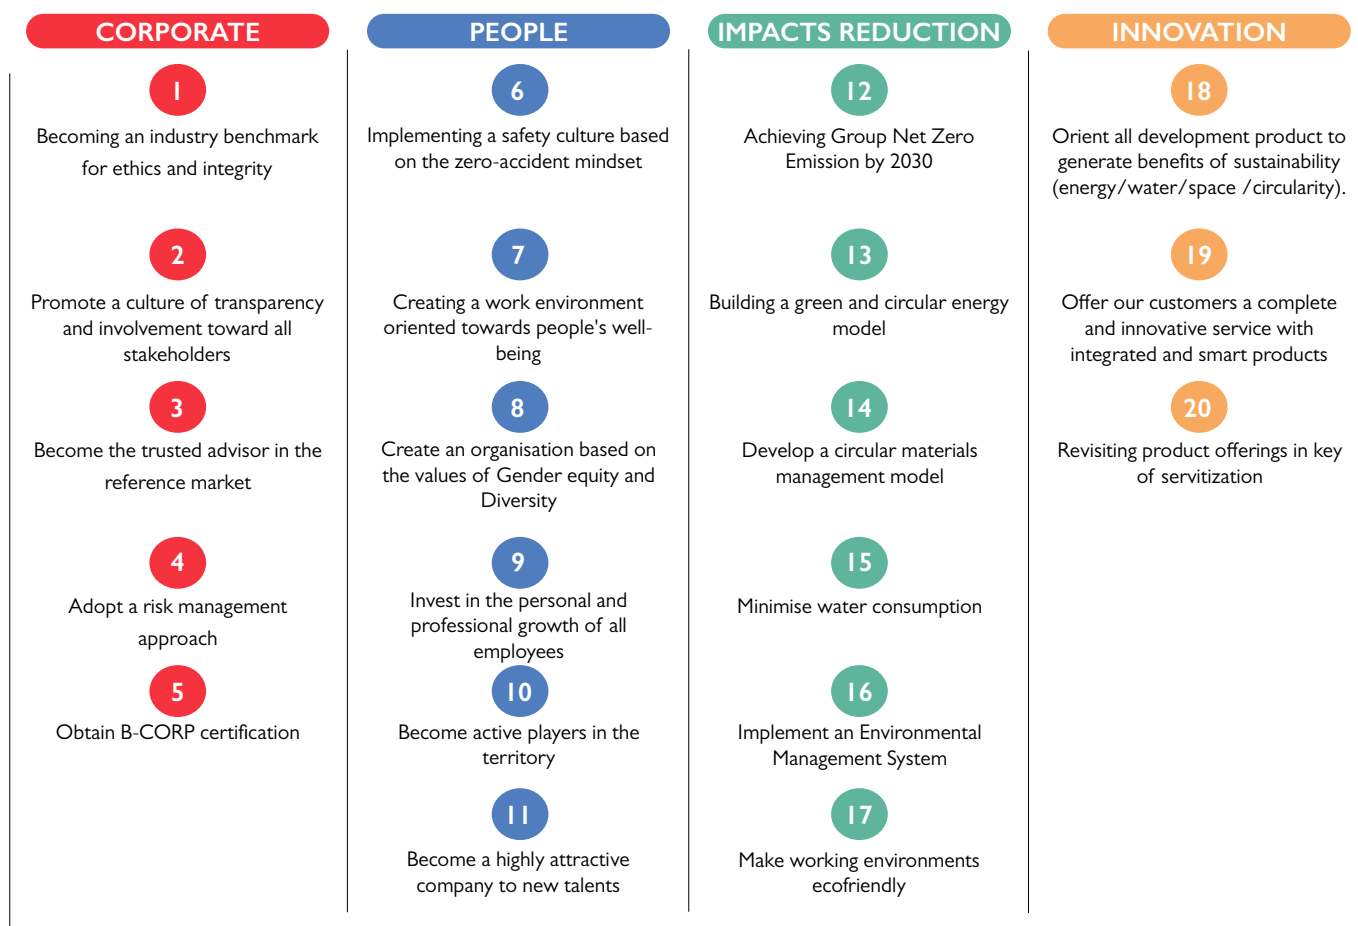 CORPORATE
1
Becoming an industry benchmark
for ethics and integrity
2
Promote a culture of transparency
and involvement toward all
stakeholders
3
Become the trusted advisor in the
reference market
4
Adopt a risk management
approach
5
Obtain B-CORP certification
PEOPLE
6
Implementing a safety culture based
on the zero-accident mindset
7
Creating a work environment
oriented towards people's well-
being
8
Create an organisation based on
the values of Gender equity and
Diversity
9
Invest in the personal and
professional growth of all
employees
10
Become active players in the
territory
11
Become a highly attractive
company to new talents
IMPACTS REDUCTION
12
Achieving Group Net Zero
Emission by 2030
13
Building a green and circular energy
model
14
Develop a circular materials
management model
15
Minimise water consumption
16
Implement an Environmental
Management System
17
Make working environments
ecofriendly
INNOVATION
18
Orient all development product to
generate benefits of sustainability
(energy/water/space /circularity).
19
Offer our customers a complete
and innovative service with
integrated and smart products
20
Revisiting product offerings in key
of servitization